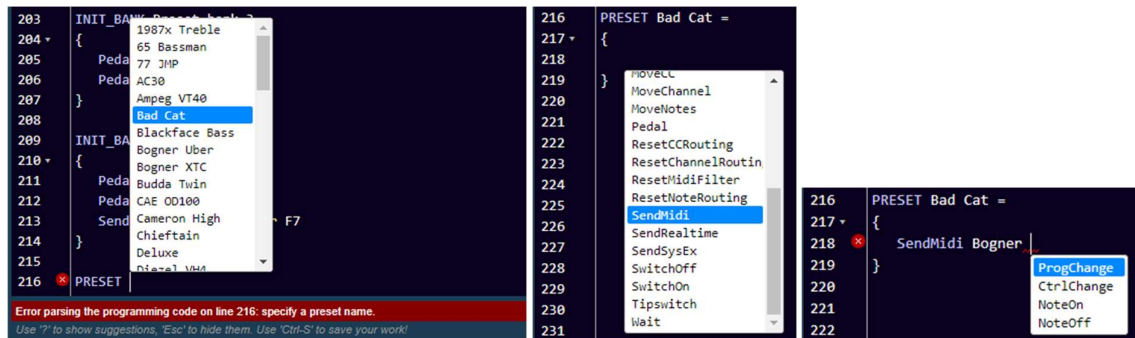 203 INIT_BANK Preset bank 2
204 {
205 Peda
206 Peda
207 }
208
209 INIT_BA
210 {
211 Peda
212 Peda
213 Send r F7
214 }
215
216 PRESET
1987x Treble
65 Bassman
77 JMP
AC30
Ampeg VT40
Bad Cat
Blackface Bass
Bogner Uber
Bogner XTC
Budda Twin
CAE OD100
Cameron High
Chieftain
Deluxe
Diezel VH4
Error parsing the programming code on line 216: specify a preset name.
Use '?' to show suggestions, 'Esc' to hide them. Use 'Ctrl-S' to save your work!
216 PRESET Bad Cat =
217 {
218
219 }
220
221
222
223
224
225
226
227
228
229
230
231
MoveCC
MoveChannel
MoveNotes
Pedal
ResetCCRouting
ResetChannelRoutin
ResetMidiFilter
ResetNoteRouting
SendMidi
SendRealtime
SendSysEx
SwitchOff
SwitchOn
Tipswitch
Wait
216 PRESET Bad Cat =
217 {
218 SendMidi Bogner
219 }
220
221
222
ProgChange
CtrlChange
NoteOn
NoteOff